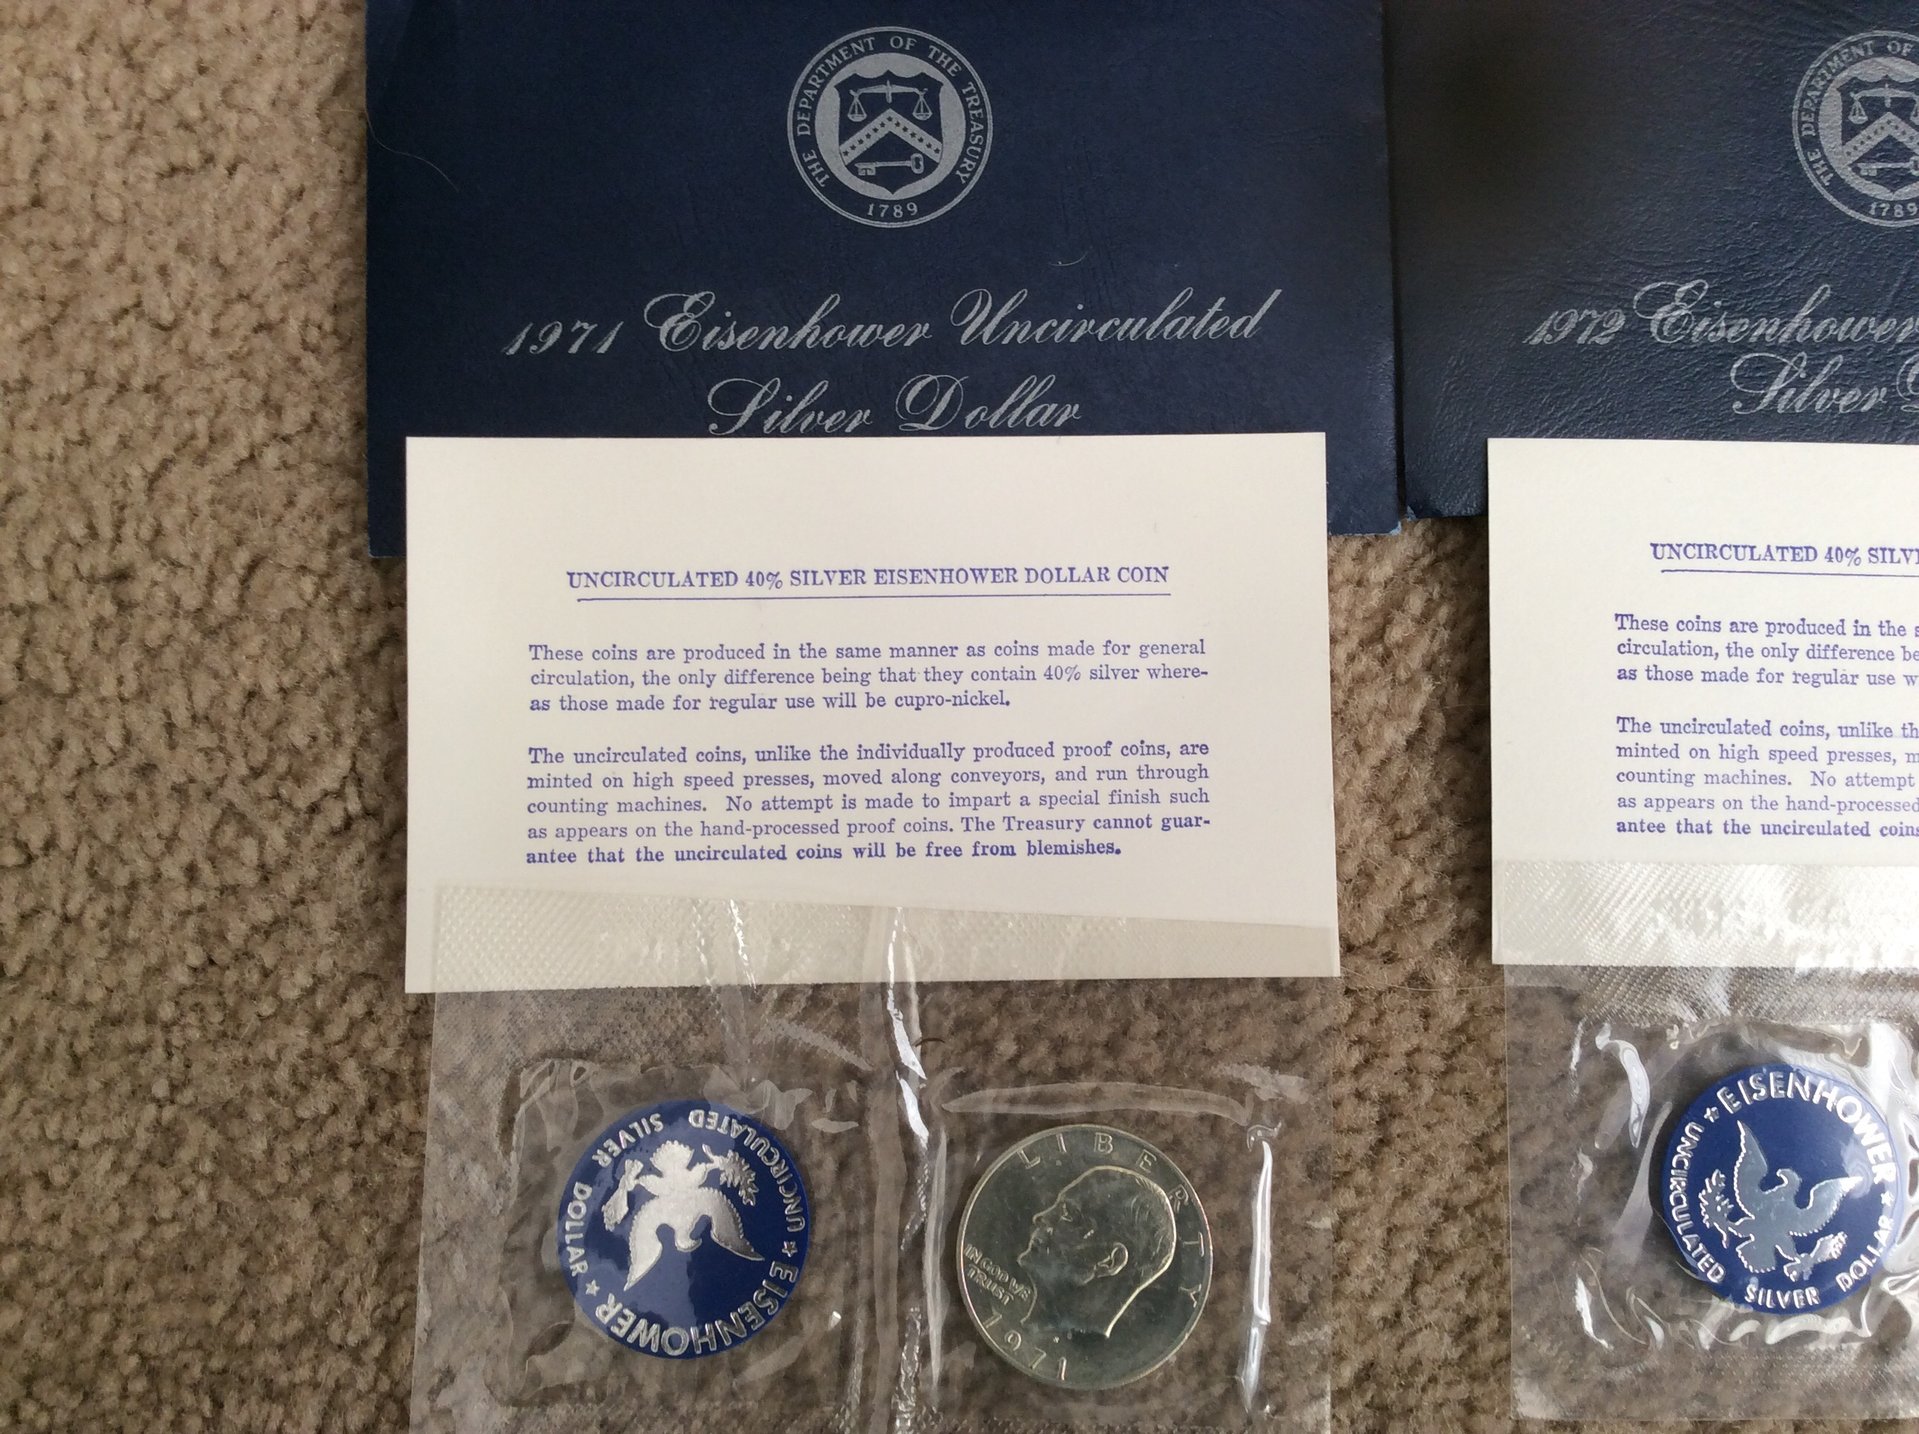 THE DEPARTMENT OF THE TREASURY
1789
1971 Eisenhower Uncirculated
Silver Dollar
UNCIRCULATED 40% SILVER EISENHOWER DOLLAR COIN
These coins are produced in the same manner as coins made for general
circulation, the only difference being that they contain 40% silver where-
as those made for regular use will be cupro-nickel.
The uncirculated coins, unlike the individually produced proof coins, are
minted on high speed presses, moved along conveyors, and run through
counting machines. No attempt is made to impart a special finish such
as appears on the hand-processed proof coins. The Treasury cannot guar-
antee that the uncirculated coins will be free from blemishes.
EISENHOWER
UNCIRCULATED
SILVER DOLLAR
LIBERTY
IN GOD WE
TRUST
1971
THE DEPARTMENT OF
1789
1972 Eisenhower
Silver
UNCIRCULATED 40%
These coins are produced in the
circulation, the only difference
as those made for regular use
The uncirculated coins, unlike
minted on high speed presses,
counting machines. No attempt
as appears on the hand-processed
antee that the uncirculated coins
EISENHOWER
UNCIRCULATED
SILVER DOLLAR